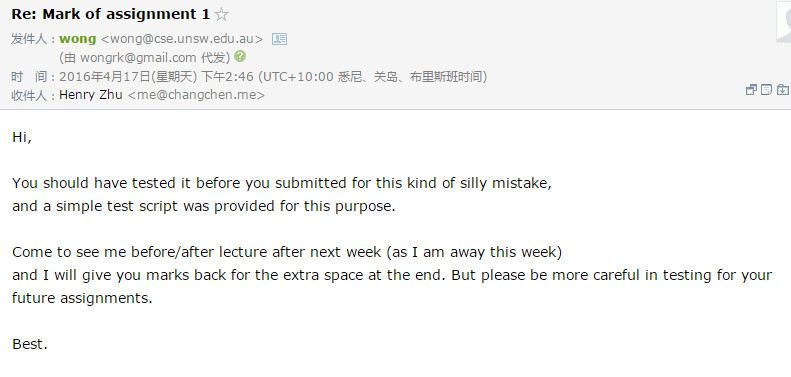 Re: Mark of assignment 1☆
发件人：wong <wong@cse.unsw.edu.au>
(由 wongrk@gmail.com 代发)
时　间：2016年4月17日(星期天) 下午2:46 (UTC+10:00 悉尼、关岛、布里斯班时间)
收件人：Henry Zhu <me@changchen.me>
Hi,
You should have tested it before you submitted for this kind of silly mistake,
and a simple test script was provided for this purpose.
Come to see me before/after lecture after next week (as I am away this week)
and I will give you marks back for the extra space at the end. But please be more careful in testing for your
future assignments.
Best.